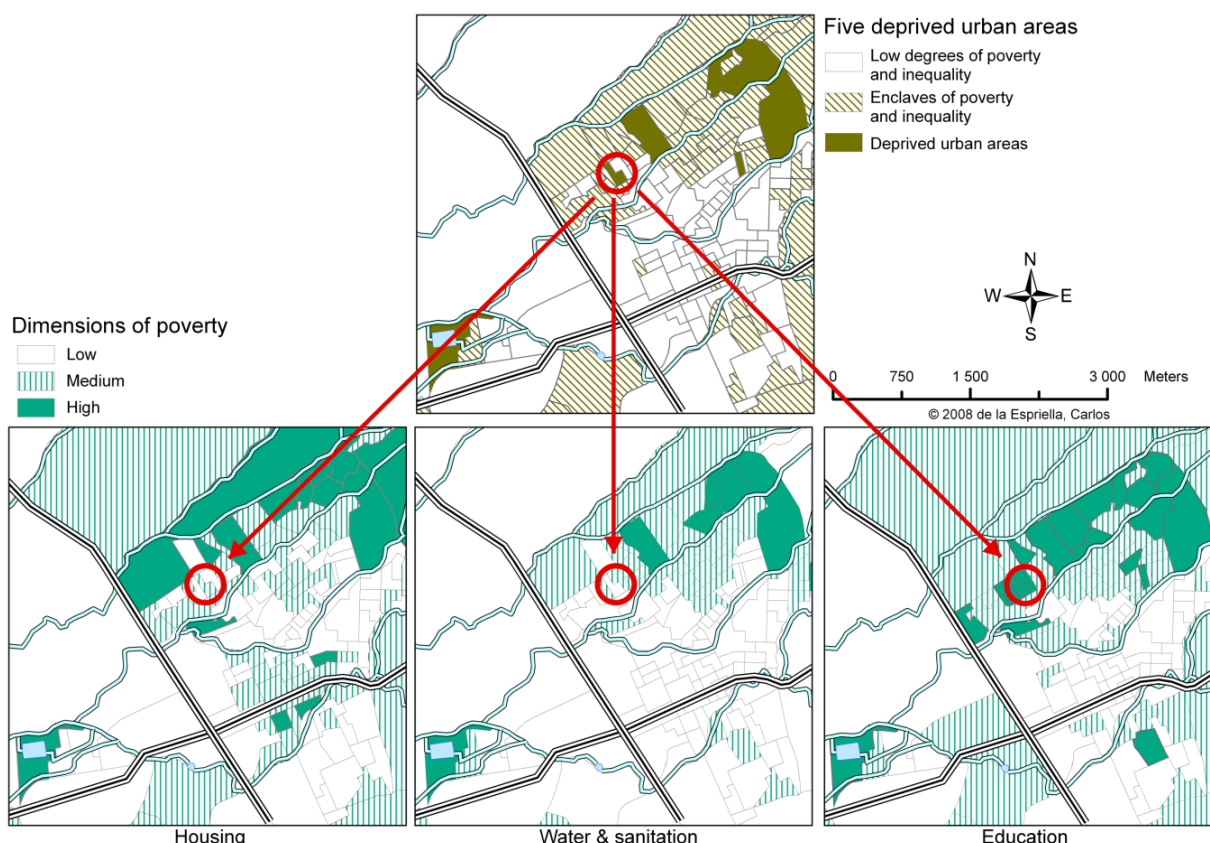 Five deprived urban areas
Low degrees of poverty
and inequality
Enclaves of poverty
and inequality
Deprived urban areas
N
W
E
S
0
750
1 500
3 000
Meters
© 2008 de la Espriella, Carlos
Dimensions of poverty
Low
Medium
High
Housing
Water & sanitation
Education